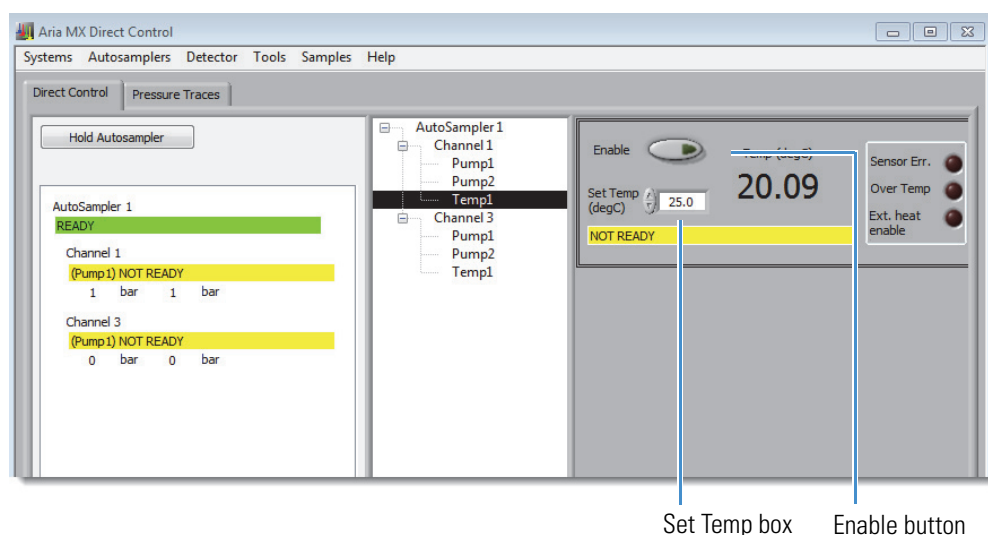 Aria MX Direct Control
Systems Autosamplers Detector Tools Samples Help
Direct Control Pressure Traces
Hold Autosampler
AutoSampler 1
READY
Channel 1
(Pump1) NOT READY
1 bar 1 bar
Channel 3
(Pump1) NOT READY
0 bar 0 bar
AutoSampler 1
Channel 1
Pump1
Pump2
Temp1
Channel 3
Pump1
Pump2
Temp1
Enable
Temp (degC)
20.09
Set Temp
(degC)
25.0
NOT READY
Sensor Err.
Over Temp
Ext. heat
enable
Set Temp box Enable button